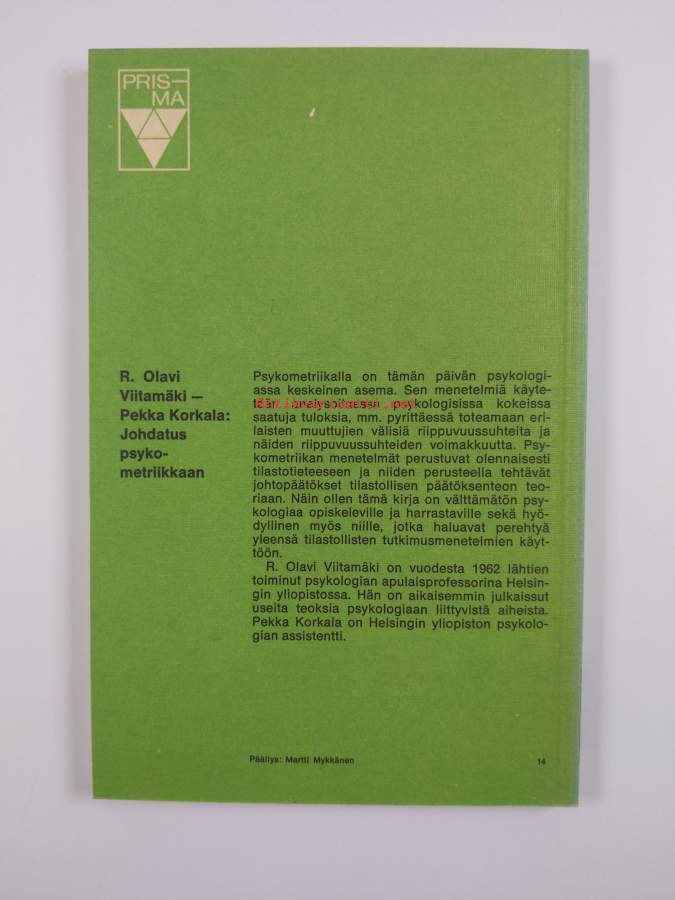 PRIS-
MA
R. Olavi
Viitamäki —
Pekka Korkala:
Johdatus
psyko-
metriikkaan
Psykometriikalla on tämän päivän psykologi-
assa keskeinen asema. Sen menetelmiä käyte-
tään psykologisissa kokeissa
saatuja tuloksia, mm. pyrittäessä toteamaan eri-
laisten muuttujien välisiä riippuvuussuhteita ja
näiden riippuvuussuhteiden voimakkuutta. Psy-
kometriikan menetelmät perustuvat olennaisesti
tilastotieteeseen ja niiden perusteella tehtävät
johtopäätökset tilastollisen päätöksenteon teo-
riaan. Näin ollen tämä kirja on välttämätön psy-
kologiaa opiskeleville ja harrastaville sekä hyö-
dyllinen myös niille, jotka haluavat perehtyä
yleensä tilastollisten tutkimusmenetelmien käyt-
töön.
R. Olavi Viitamäki on vuodesta 1962 lähtien
toiminut psykologian apulaisprofessorina Helsin-
gin yliopistossa. Hän on aikaisemmin julkaissut
useita teoksia psykologiaan liittyvistä aiheista.
Pekka Korkala on Helsingin yliopiston psykolo-
gian assistentti.
Päällys: Martti Mykkänen
14